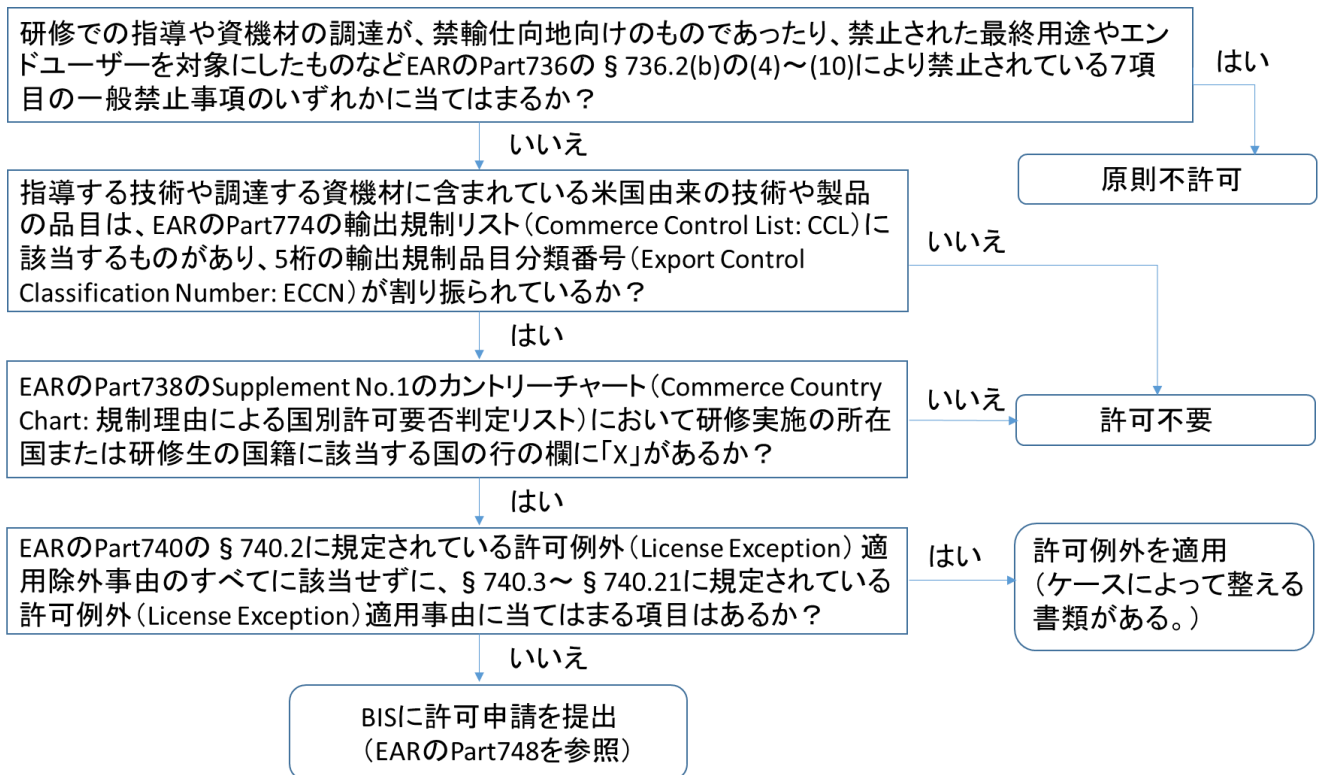 研修での指導や資機材の調達が、禁輸仕向地向けのものであったり、禁止された最終用途やエン
ドユーザーを対象にしたものなどEARのPart736の§736.2(b)の(4)～(10)により禁止されている7項
目の一般禁止事項のいずれかに当てはまるか？
はい
いいえ
原則不許可
指導する技術や調達する資機材に含まれている米国由来の技術や製品
の品目は、EARのPart774の輸出規制リスト（Commerce Control List: CCL）に
該当するものがあり、5桁の輸出規制品目分類番号（Export Control
Classification Number: ECCN）が割り振られているか？
いいえ
はい
EARのPart738のSupplement No.1のカントリーチャート（Commerce Country
Chart: 規制理由による国別許可要否判定リスト）において研修実施の所在
国または研修生の国籍に該当する国の行の欄に「X」があるか？
いいえ
許可不要
はい
EARのPart740の§740.2に規定されている許可例外（License Exception）適
用除外事由のすべてに該当せずに、§740.3～§740.21に規定されている
許可例外（License Exception）適用事由に当てはまる項目はあるか？
はい
許可例外を適用
（ケースによって整える
書類がある。）
いいえ
BISに許可申請を提出
（EARのPart748を参照）